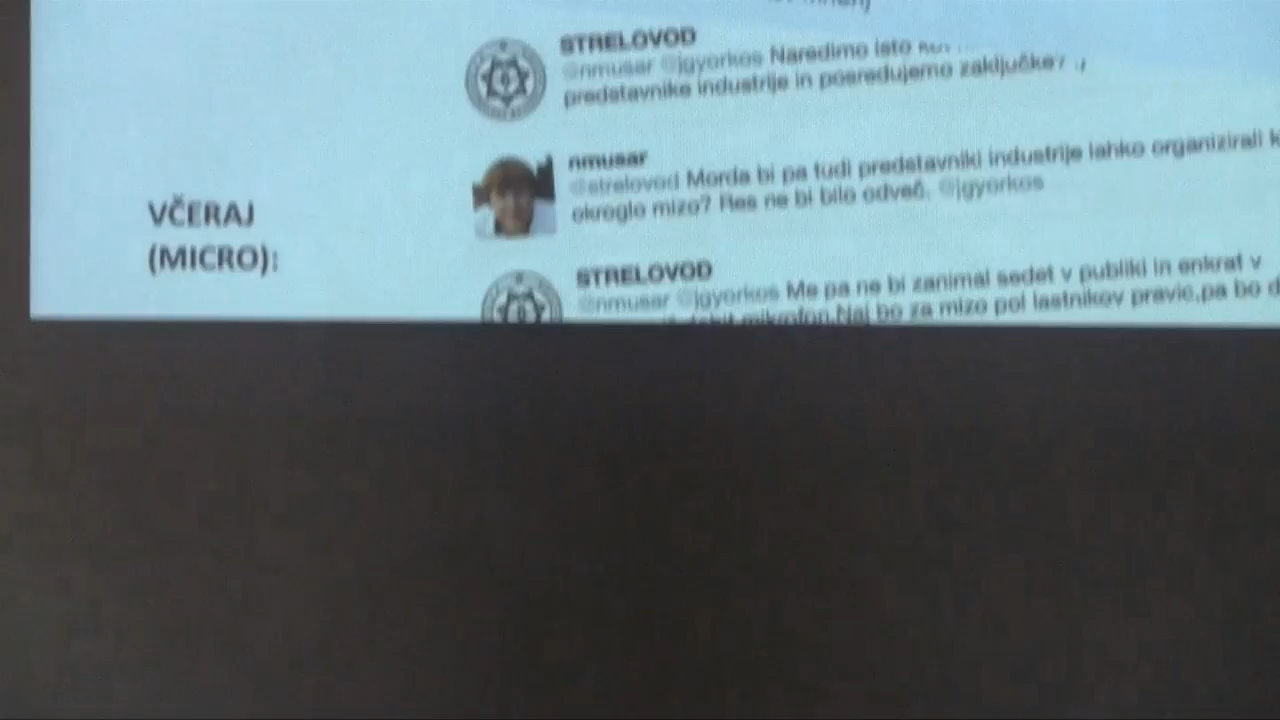 STRELOVOD
@nmusar @jgyorkos Naredimo isto
predstavnike industrije in posredujemo zaključke? ;)
nmusar
@strelovod Morda bi pa tudi predstavniki industrije lahko organizirali
okroglo mizo? Res ne bi bilo odveč. @jgyorkos
VČERAJ
(MICRO):
STRELOVOD
@nmusar @jgyorkos Me pa ne bi zanimal sedet v publiki in enkrat v
mikrofon.Naj bo za mizo pol lastnikov pravic,pa bo